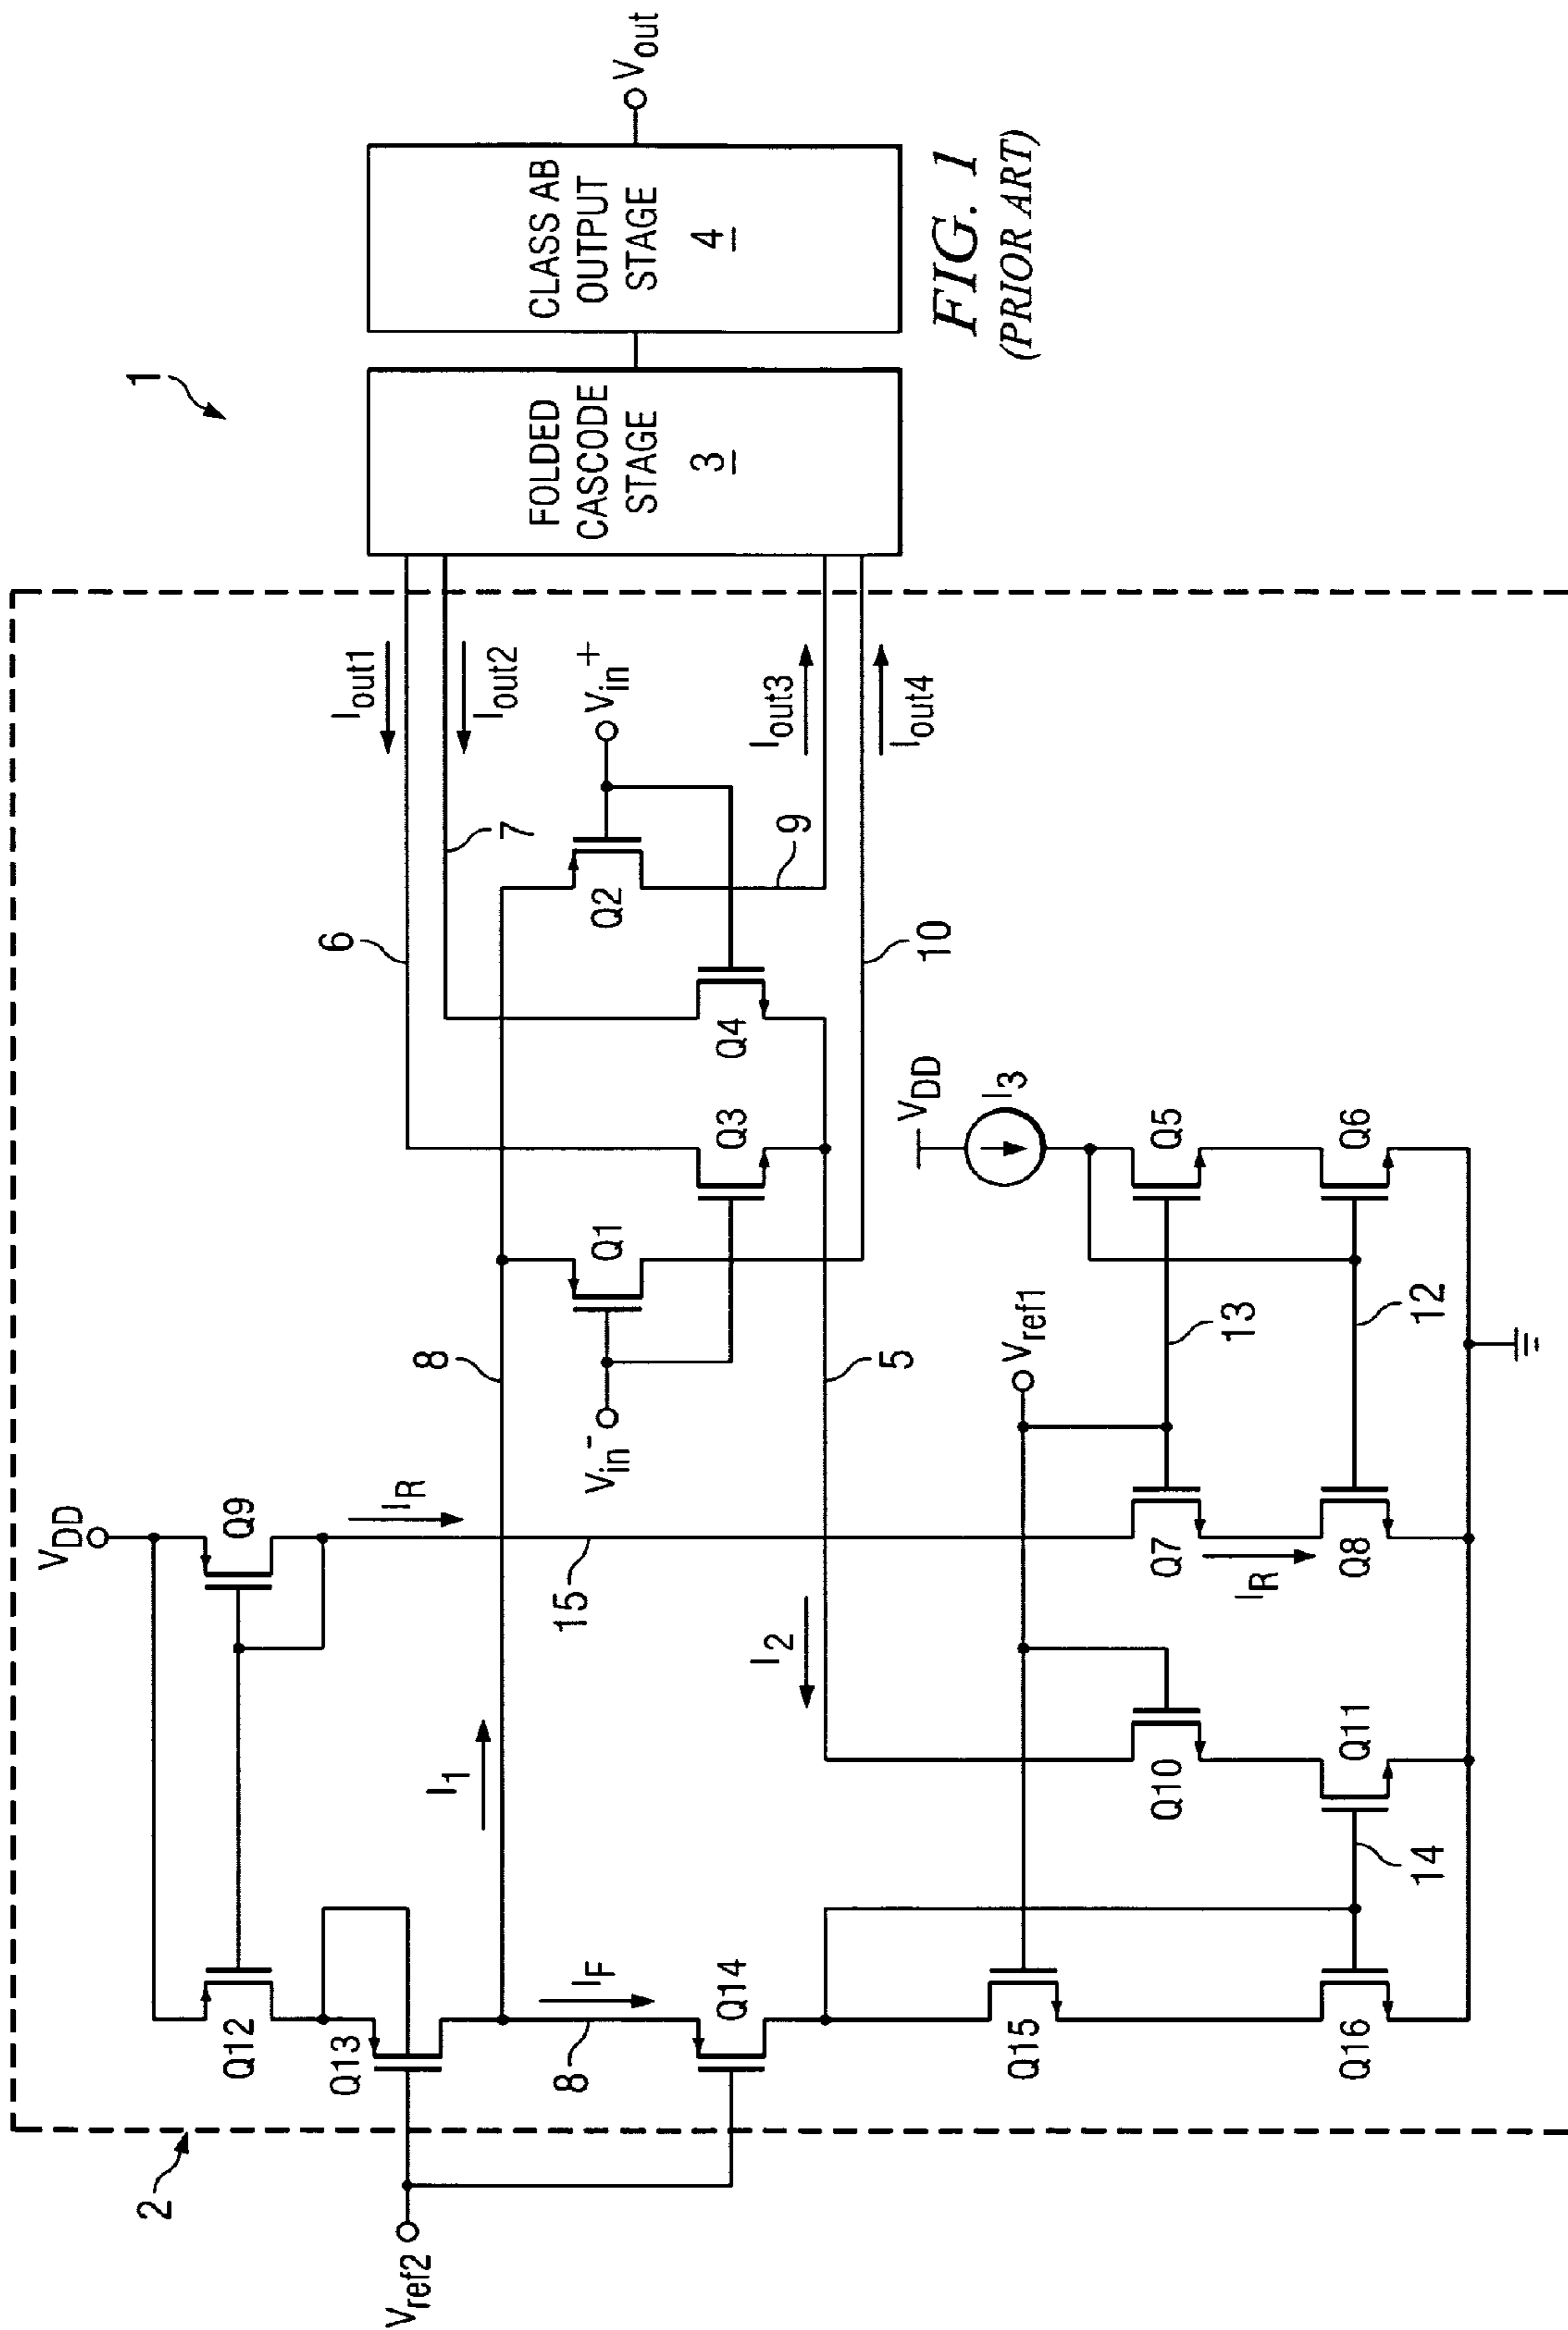 1
2
V_DD
Q9
I_R
Q12
Q13
V_ref2
I_1
8
15
I_F
8
Q14
V_in^-
Q1
Q3
Q4
Q2
V_in^+
6
7
I_out1
I_out2
I_out3
I_out4
9
10
5
I_2
FOLDED
CASCODE
STAGE
3
CLASS AB
OUTPUT
STAGE
4
V_out
V_ref1
V_DD
I_3
Q15
Q10
Q7
Q5
13
I_R
Q16
14
Q11
Q8
12
Q6
FIG. 1
(PRIOR ART)